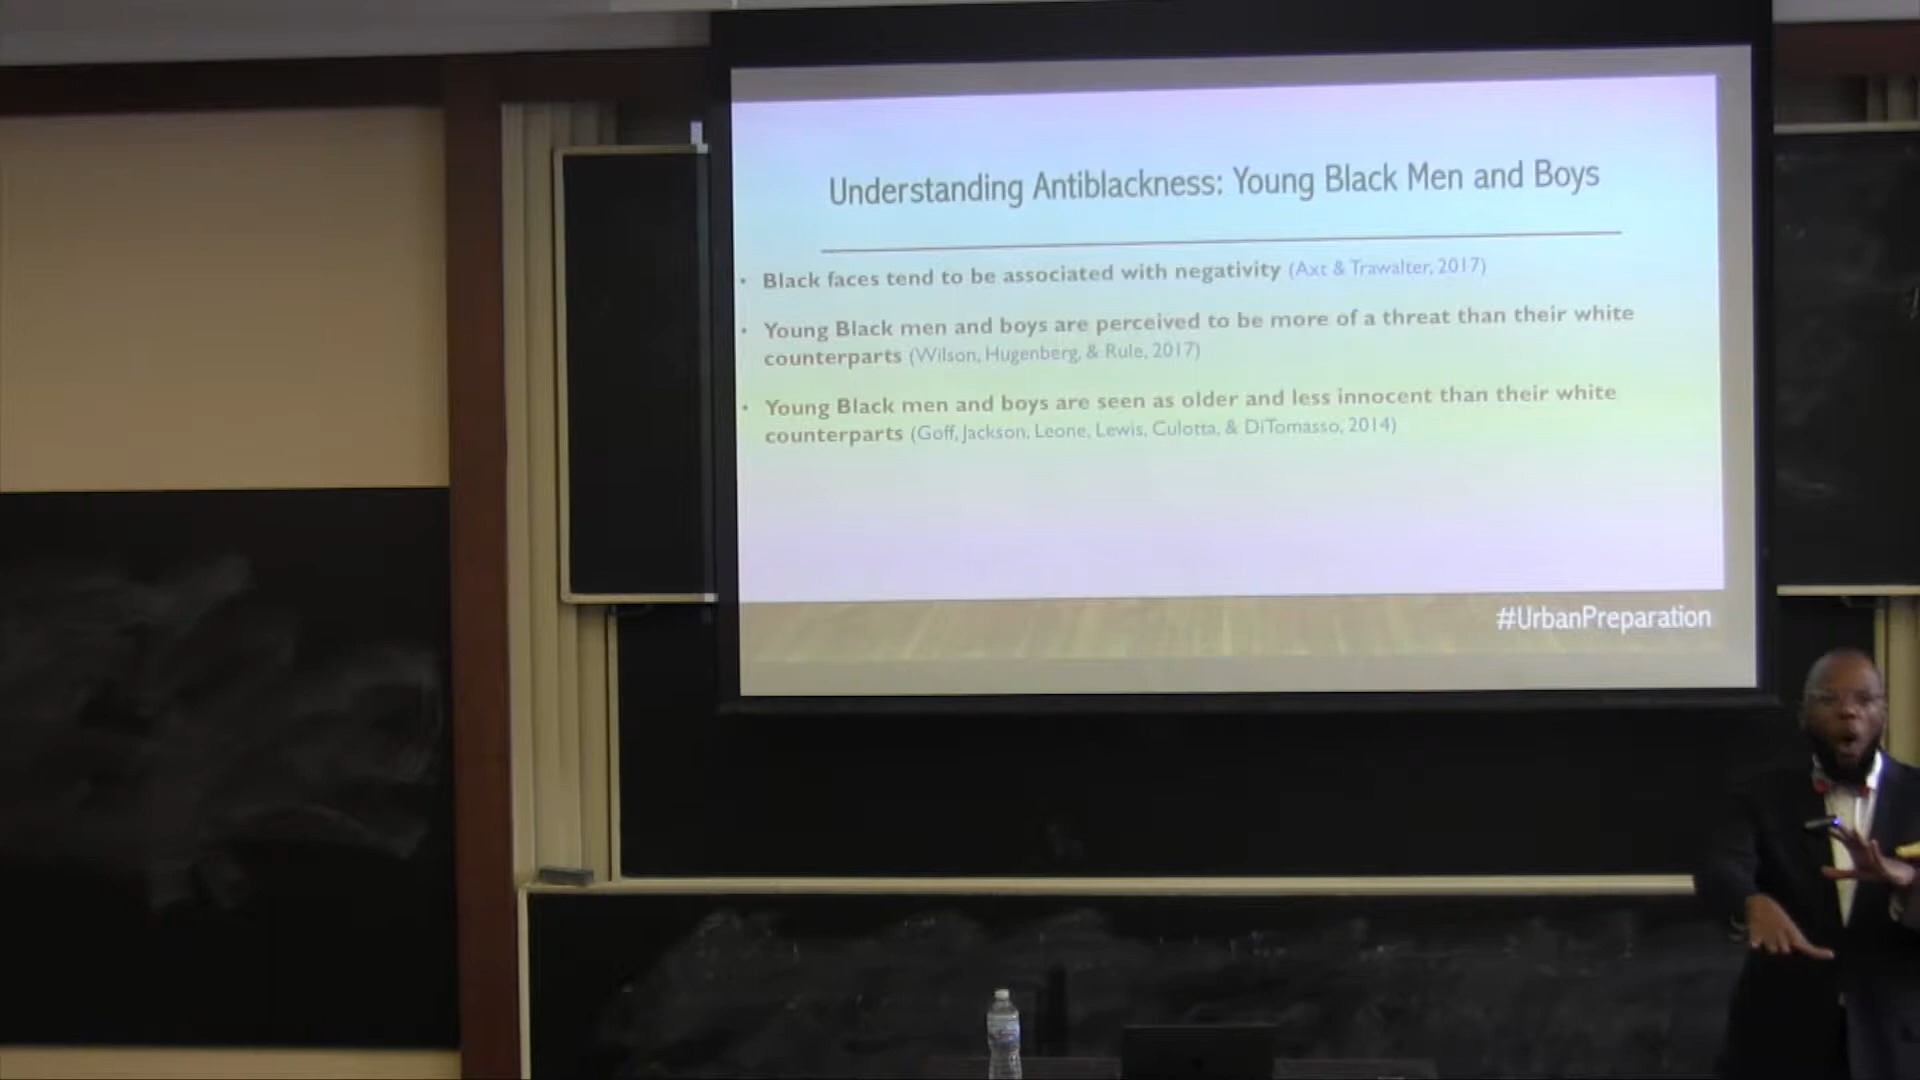 Understanding Antiblackness: Young Black Men and Boys
• Black faces tend to be associated with negativity (Axt & Trawalter, 2017)
• Young Black men and boys are perceived to be more of a threat than their white
counterparts (Wilson, Hugenberg, & Rule, 2017)
• Young Black men and boys are seen as older and less innocent than their white
counterparts (Goff, Jackson, Leone, Lewis, Culotta, & DiTomasso, 2014)
#UrbanPreparation